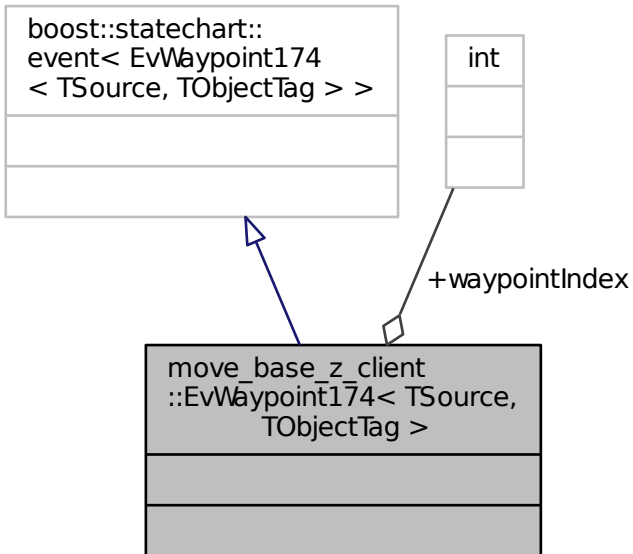 boost::statechart::
event< EvWaypoint174
< TSource, TObjectTag > >
int
+waypointIndex
move_base_z_client
::EvWaypoint174< TSource,
TObjectTag >